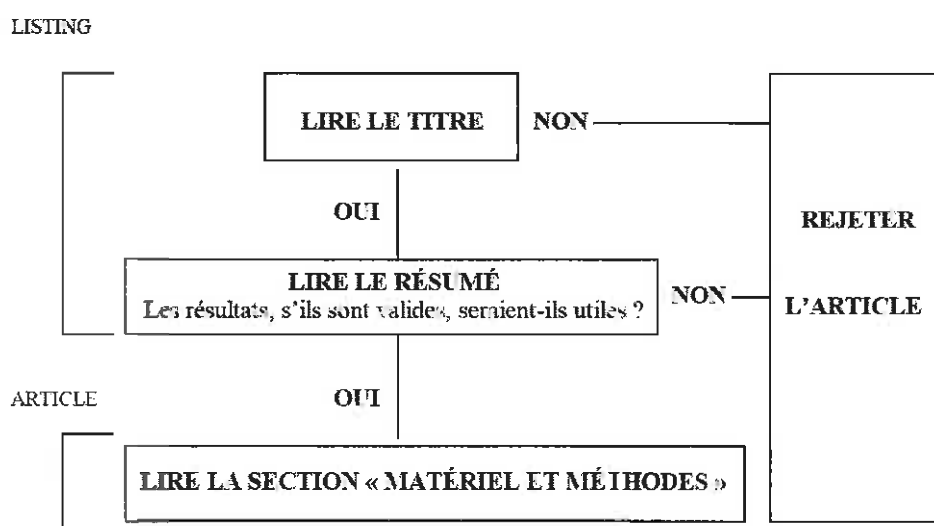 LISTING
LIRE LE TITRE
NON
OUI
REJETER
LIRE LE RÉSUMÉ
Les résultats, s'ils sont valides, seraient-ils utiles ?
NON
L'ARTICLE
ARTICLE
OUI
LIRE LA SECTION « MATÉRIEL ET MÉTHODES »